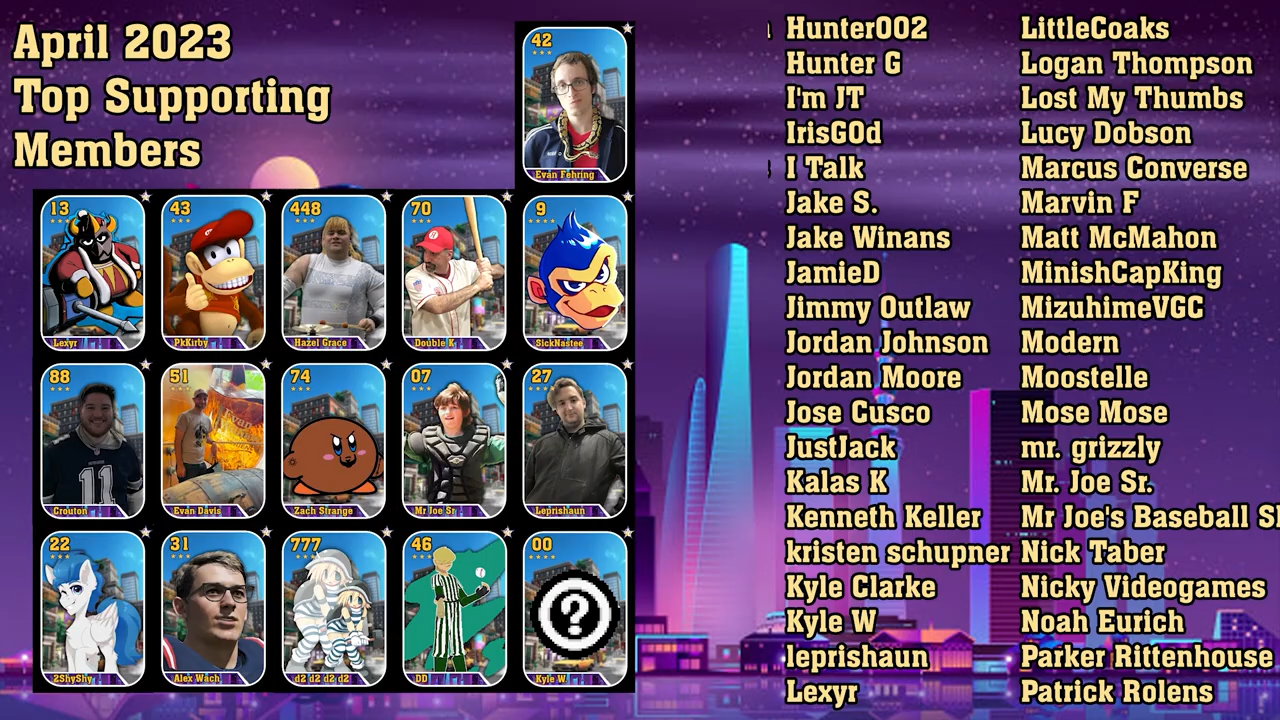 April 2023
Top Supporting
Members
42
Evan Fehring
13
Lexyr
43
PkKirby
448
Hazel Grace
70
Double K
9
SickNastee
88
11
Crouton
51
Evan Davis
74
Zach Strange
07
Mr Joe Sr
27
Leprishaun
22
2ShyShy
31
Alex Wach
777
d2 d2 d2 d2
46
DD
00
?
Kyle W
Hunter002
Hunter G
I'm JT
IrisG0d
I Talk
Jake S.
Jake Winans
JamieD
Jimmy Outlaw
Jordan Johnson
Jordan Moore
Jose Cusco
JustJack
Kalas K
Kenneth Keller
kristen schupner
Kyle Clarke
Kyle W
leprishaun
Lexyr
LittleCoaks
Logan Thompson
Lost My Thumbs
Lucy Dobson
Marcus Converse
Marvin F
Matt McMahon
MinishCapKing
MizuhimeVGC
Modern
Moostelle
Mose Mose
mr. grizzly
Mr. Joe Sr.
Mr Joe's Baseball
Nick Taber
Nicky Videogames
Noah Eurich
Parker Rittenhouse
Patrick Rolens